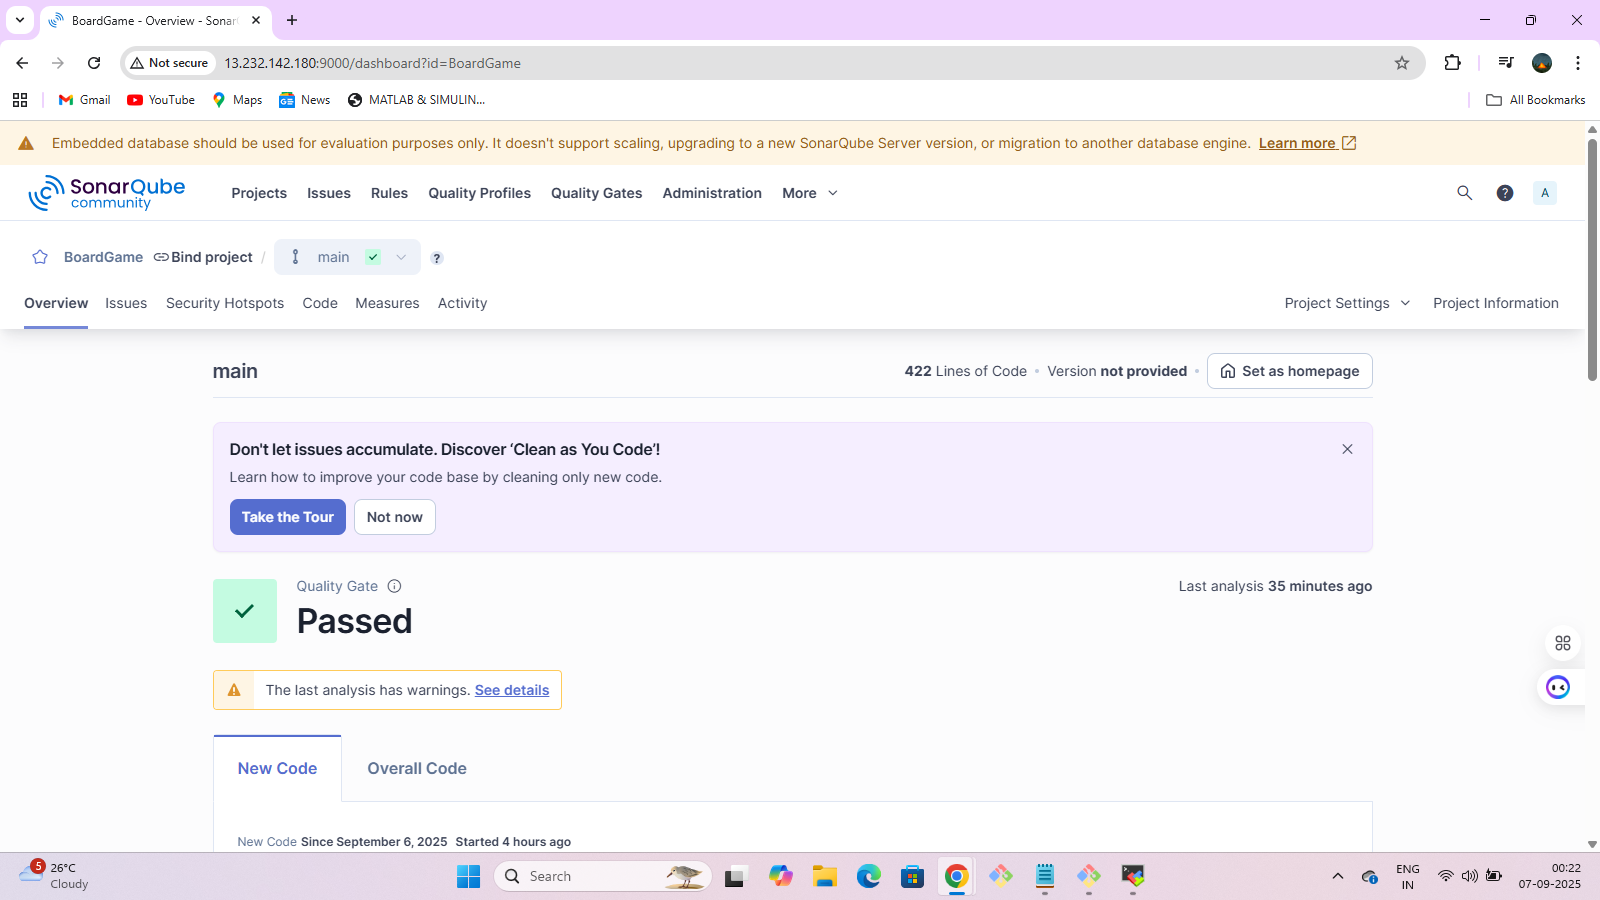 BoardGame - Overview - Sonar
Not secure 13.232.142.180:9000/dashboard?id=BoardGame
Gmail YouTube Maps News MATLAB & SIMULIN... All Bookmarks
Embedded database should be used for evaluation purposes only. It doesn't support scaling, upgrading to a new SonarQube Server version, or migration to another database engine. Learn more
SonarQube community Projects Issues Rules Quality Profiles Quality Gates Administration More ? A
BoardGame Bind project / main ?
Overview Issues Security Hotspots Code Measures Activity Project Settings Project Information
main 422 Lines of Code • Version not provided • Set as homepage
Don't let issues accumulate. Discover ‘Clean as You Code’!
Learn how to improve your code base by cleaning only new code.
Take the Tour Not now
Quality Gate Last analysis 35 minutes ago
Passed
The last analysis has warnings. See details
New Code Overall Code
New Code Since September 6, 2025 Started 4 hours ago
5 26°C Search ENG 00:22
Cloudy IN 07-09-2025